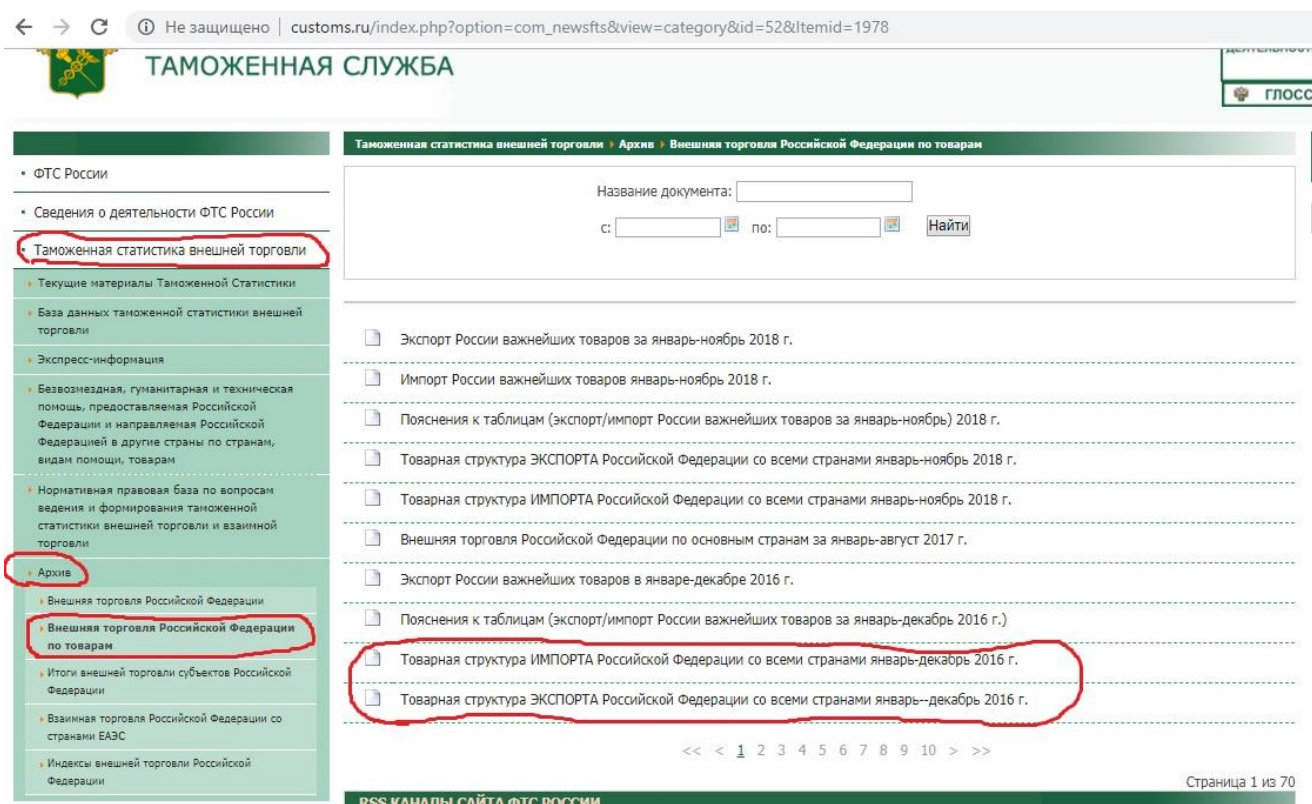 Не защищено | customs.ru/index.php?option=com_newsfts&view=category&id=52&Itemid=1978
ТАМОЖЕННАЯ СЛУЖБА
ФТС России
Сведения о деятельности ФТС России
Таможенная статистика внешней торговли
Текущие материалы Таможенной Статистики
База данных таможенной статистики внешней
торговли
Экспресс-информация
Безвозмездная, гуманитарная и техническая
помощь, предоставляемая Российской
Федерации и направляемая Российской
Федерацией в другие страны по странам,
видам помощи, товарам
Нормативная правовая база по вопросам
ведения и формирования таможенной
статистики внешней торговли и взаимной
торговли
Архив
Внешняя торговля Российской Федерации
Внешняя торговля Российской Федерации
по товарам
Итоги внешней торговли субъектов Российской
Федерации
Взаимная торговля Российской Федерации со
странами ЕАЭС
Индексы внешней торговли Российской
Федерации
Таможенная статистика внешней торговли Архив Внешняя торговля Российской Федерации по товарам
Название документа:
с: по: Найти
Экспорт России важнейших товаров за январь-ноябрь 2018 г.
Импорт России важнейших товаров январь-ноябрь 2018 г.
Пояснения к таблицам (экспорт/импорт России важнейших товаров за январь-ноябрь) 2018 г.
Товарная структура ЭКСПОРТА Российской Федерации со всеми странами январь-ноябрь 2018 г.
Товарная структура ИМПОРТА Российской Федерации со всеми странами январь-ноябрь 2018 г.
Внешняя торговля Российской Федерации по основным странам за январь-август 2017 г.
Экспорт России важнейших товаров в январе-декабре 2016 г.
Пояснения к таблицам (экспорт/импорт России важнейших товаров за январь-декабрь 2016 г.)
Товарная структура ИМПОРТА Российской Федерации со всеми странами январь-декабрь 2016 г.
Товарная структура ЭКСПОРТА Российской Федерации со всеми странами январь--декабрь 2016 г.
<< < 1 2 3 4 5 6 7 8 9 10 > >>
Страница 1 из 70
RSS КАНАЛЫ САЙТА ФТС РОССИИ